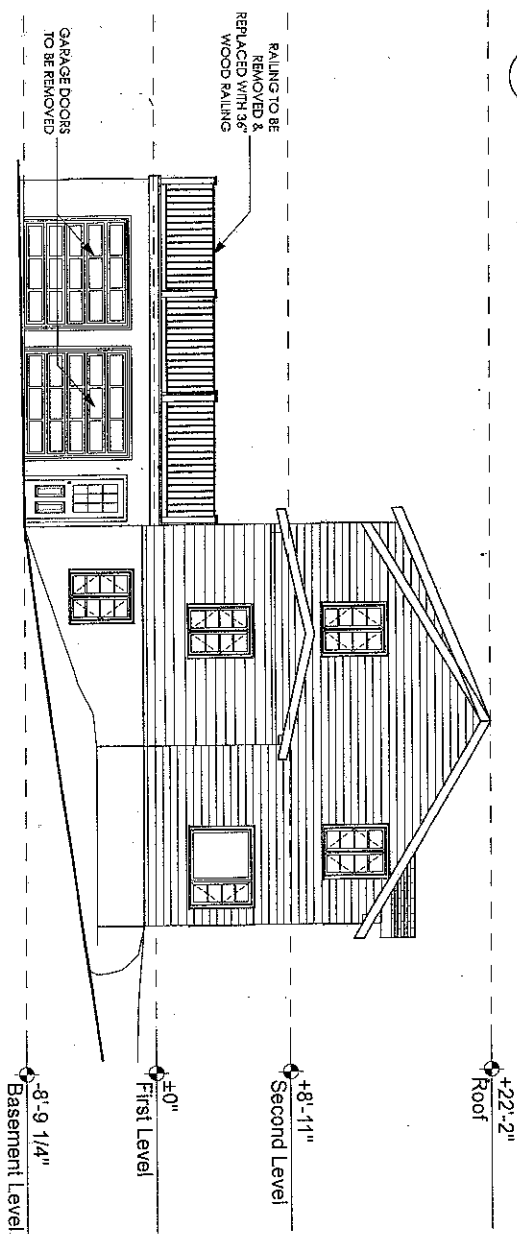 RAILING TO BE
REMOVED &
REPLACED WITH 36"
WOOD RAILING
GARAGE DOORS
TO BE REMOVED
+22'-2"
Roof
+8'-11"
Second Level
±0"
First Level
-8'-9 1/4"
Basement Level